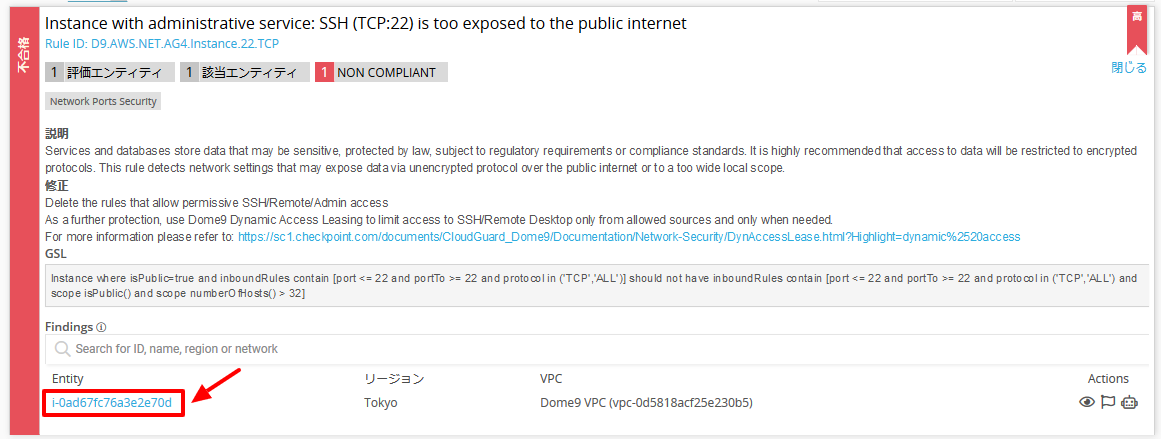 Instance with administrative service: SSH (TCP:22) is too exposed to the public internet
高
不合格
Rule ID: D9.AWS.NET.AG4.Instance.22.TCP
1 評価エンティティ 1 該当エンティティ 1 NON COMPLIANT
閉じる
Network Ports Security
説明
Services and databases store data that may be sensitive, protected by law, subject to regulatory requirements or compliance standards. It is highly recommended that access to data will be restricted to encrypted
protocols. This rule detects network settings that may expose data via unencrypted protocol over the public internet or to a too wide local scope.
修正
Delete the rules that allow permissive SSH/Remote/Admin access
As a further protection, use Dome9 Dynamic Access Leasing to limit access to SSH/Remote Desktop only from allowed sources and only when needed.
For more information please refer to: https://sc1.checkpoint.com/documents/CloudGuard_Dome9/Documentation/Network-Security/DynAccessLease.html?Highlight=dynamic%2520access
GSL
Instance where isPublic=true and inboundRules contain [port <= 22 and portTo >= 22 and protocol in ('TCP','ALL')] should not have inboundRules contain [port <= 22 and portTo >= 22 and protocol in ('TCP','ALL') and
scope isPublic() and scope numberOfHosts() > 32]
Findings
Search for ID, name, region or network
Entity リージョン VPC Actions
i-0ad67fc76a3e2e70d Tokyo Dome9 VPC (vpc-0d5818acf25e230b5)